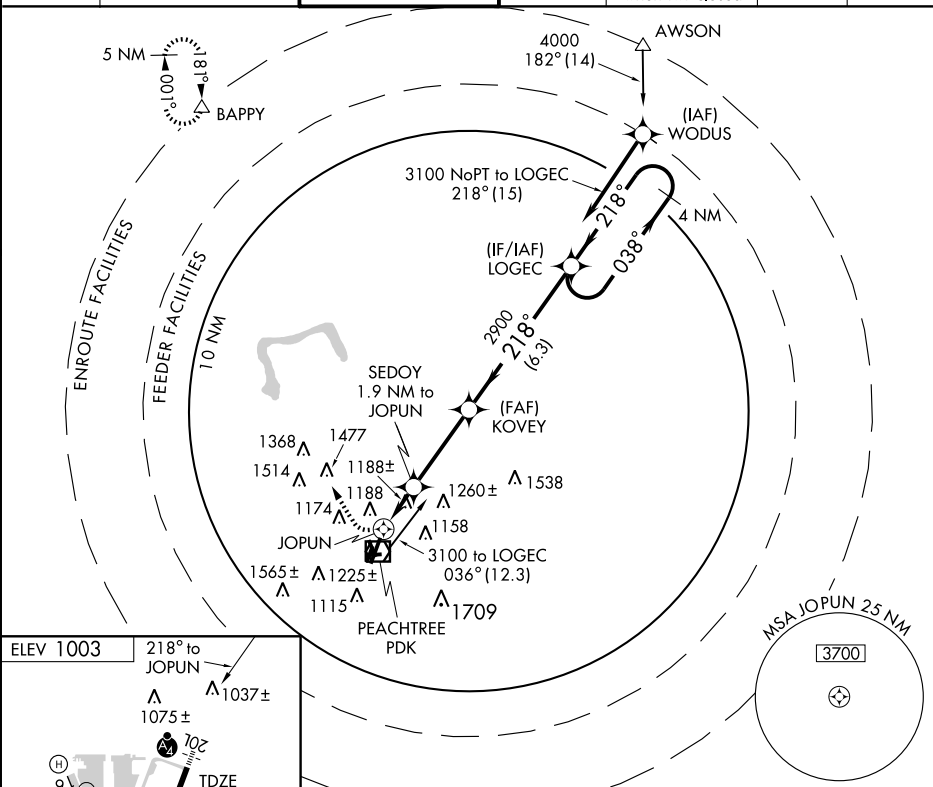 5 NM
181°
001°
BAPPY
4000
182° (14)
AWSON
(IAF)
WODUS
3100 NoPT to LOGEC
218° (15)
218°
4 NM
038°
(IF/IAF)
LOGEC
ENROUTE FACILITIES
FEEDER FACILITIES
10 NM
2900
218°
(6.3)
SEDOY
1.9 NM to
JOPUN
(FAF)
KOVEY
1368
1477
1514
1188±
1538
1174
1188
1260±
1158
JOPUN
3100 to LOGEC
036° (12.3)
1565±
1225±
1115
1709
PEACHTREE
PDK
MSA JOPUN 25 NM
3700
ELEV 1003
218° to
JOPUN
1037±
1075±
A4
20L
H
TDZE